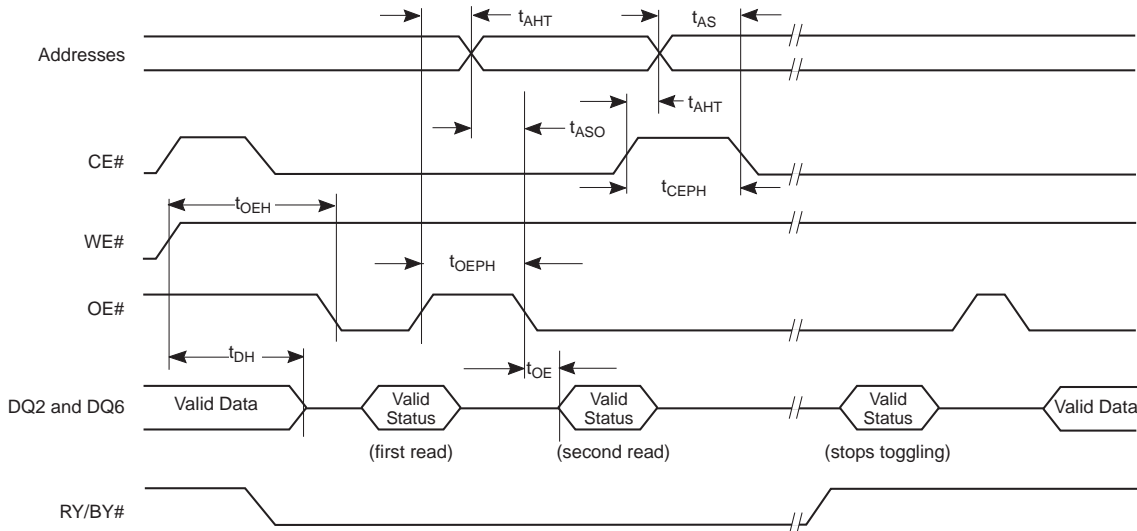 tAHT
tAS
Addresses
tAHT
tASO
CE#
tCEPH
tOEH
WE#
tOEPH
OE#
tDH
tOE
DQ2 and DQ6
Valid Data
Valid
Status
Valid
Status
Valid
Status
Valid Data
(first read)
(second read)
(stops toggling)
RY/BY#